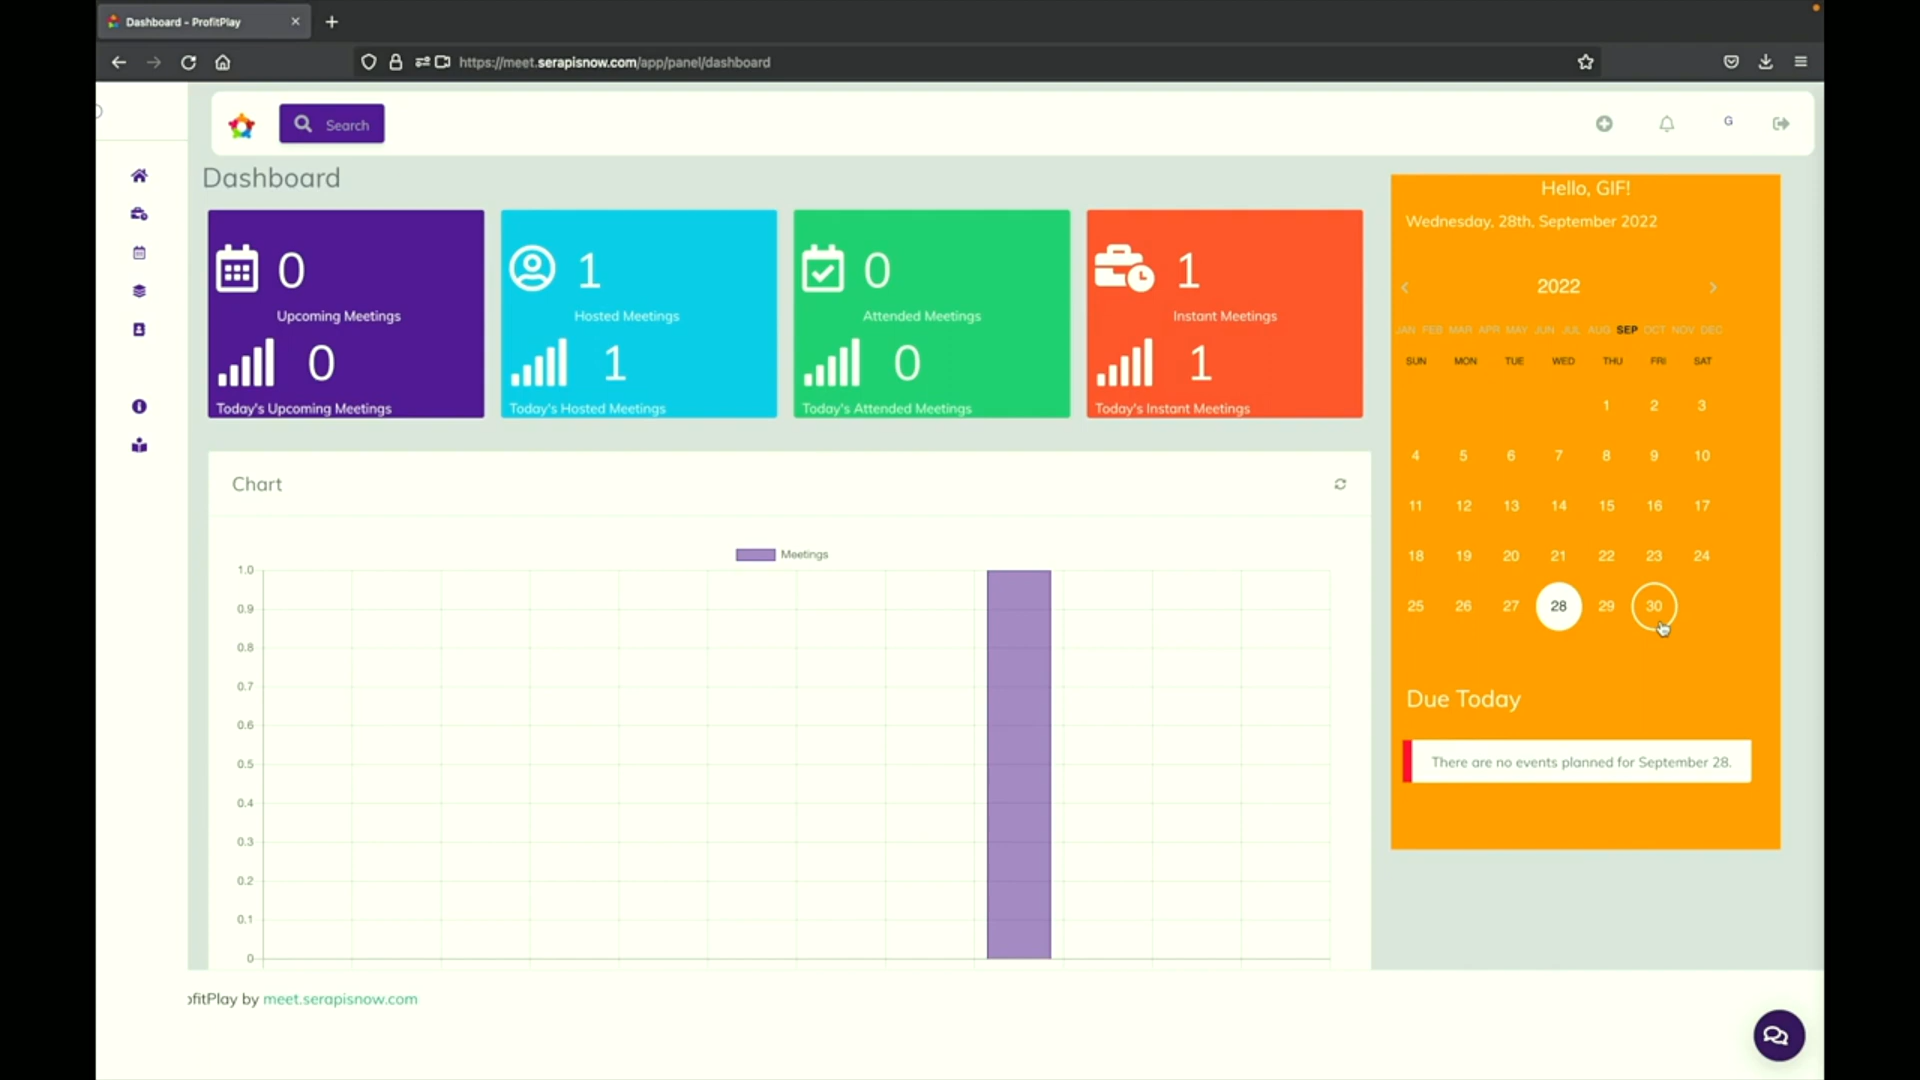 Dashboard - ProfitPlay
https://meet.serapisnow.com/app/panel/dashboard
Search
G
Dashboard
0
Upcoming Meetings
0
Today's Upcoming Meetings
1
Hosted Meetings
1
Today's Hosted Meetings
0
Attended Meetings
0
Today's Attended Meetings
1
Instant Meetings
1
Today's Instant Meetings
Hello, GIF!
Wednesday, 28th, September 2022
2022
JAN FEB MAR APR MAY JUN JUL AUG SEP OCT NOV DEC
SUN MON TUE WED THU FRI SAT
1 2 3
4 5 6 7 8 9 10
11 12 13 14 15 16 17
18 19 20 21 22 23 24
25 26 27 28 29 30
Due Today
There are no events planned for September 28.
Chart
Meetings
1.0
0.9
0.8
0.7
0.6
0.5
0.4
0.3
0.2
0.1
0
ofitPlay by meet.serapisnow.com